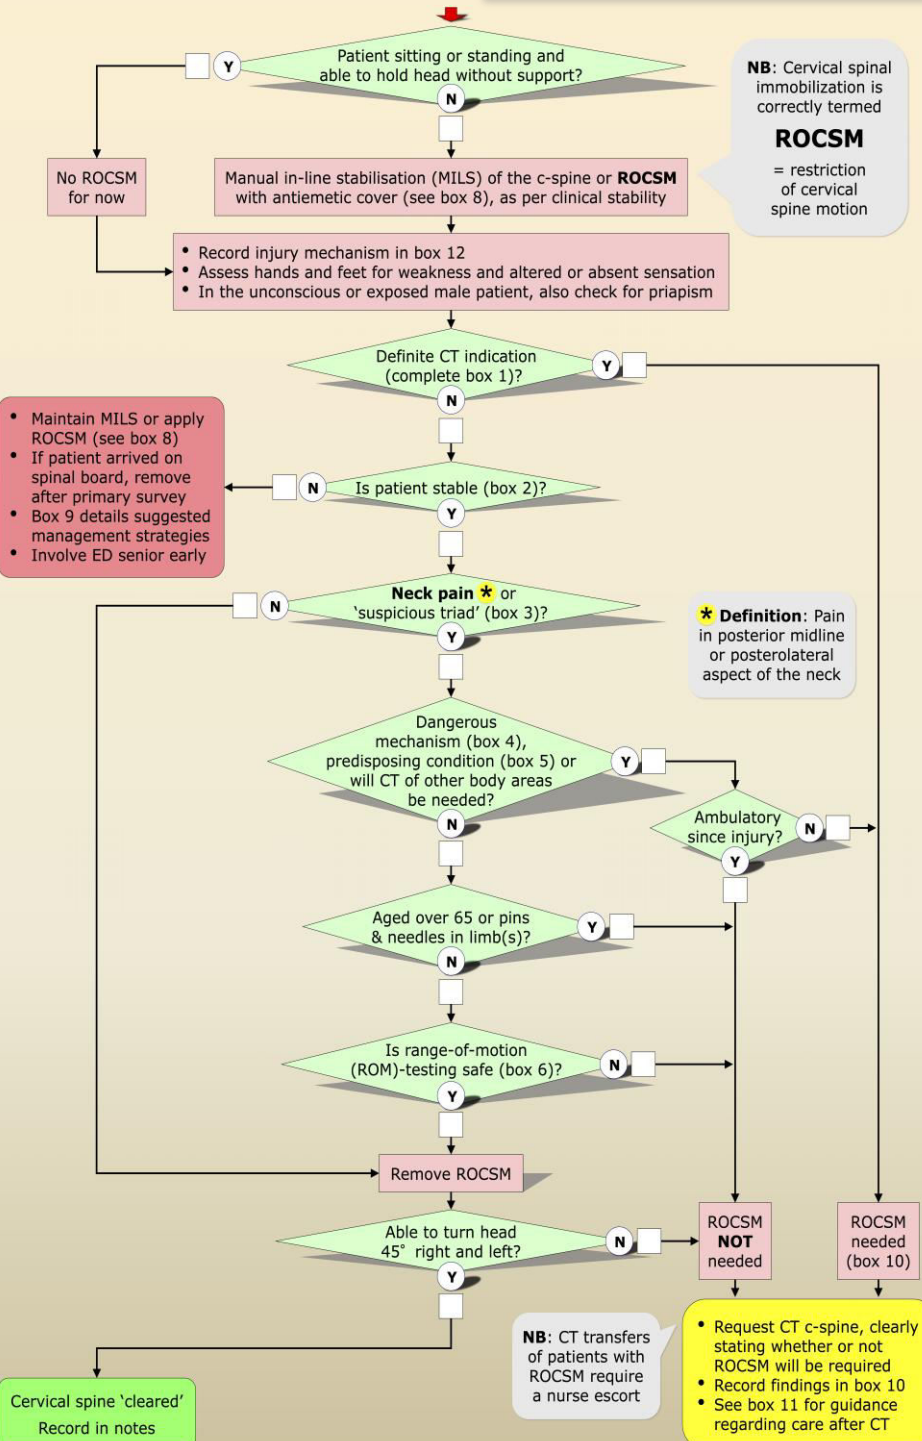 Patient sitting or standing and
able to hold head without support?
Y
N
NB: Cervical spinal
immobilization is
correctly termed
ROCSM
= restriction
of cervical
spine motion
No ROCSM
for now
Manual in-line stabilisation (MILS) of the c-spine or ROCSM
with antiemetic cover (see box 8), as per clinical stability
• Record injury mechanism in box 12
• Assess hands and feet for weakness and altered or absent sensation
• In the unconscious or exposed male patient, also check for priapism
Definite CT indication
(complete box 1)?
Y
N
• Maintain MILS or apply
ROCSM (see box 8)
• If patient arrived on
spinal board, remove
after primary survey
• Box 9 details suggested
management strategies
• Involve ED senior early
N
Is patient stable (box 2)?
Y
N
Neck pain * or
'suspicious triad' (box 3)?
Y
* Definition: Pain
in posterior midline
or posterolateral
aspect of the neck
Dangerous
mechanism (box 4),
predisposing condition (box 5) or
will CT of other body areas
be needed?
Y
N
Ambulatory
since injury?
N
Y
Aged over 65 or pins
& needles in limb(s)?
Y
N
Is range-of-motion
(ROM)-testing safe (box 6)?
N
Y
Remove ROCSM
Able to turn head
45° right and left?
N
Y
ROCSM
NOT
needed
ROCSM
needed
(box 10)
NB: CT transfers
of patients with
ROCSM require
a nurse escort
• Request CT c-spine, clearly
stating whether or not
ROCSM will be required
• Record findings in box 10
• See box 11 for guidance
regarding care after CT
Cervical spine 'cleared'
Record in notes